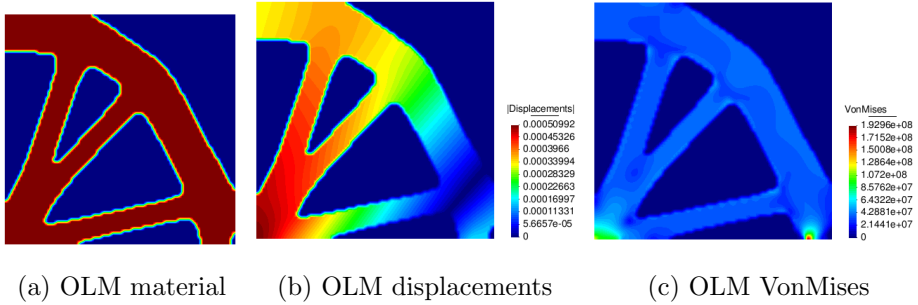 |Displacements|
0.00050992
0.00045326
0.0003966
0.00033994
0.00028329
0.00022663
0.00016997
0.00011331
5.6657e-05
0
VonMises
1.9296e+08
1.7152e+08
1.5008e+08
1.2864e+08
1.072e+08
8.5762e+07
6.4322e+07
4.2881e+07
2.1441e+07
0
(a) OLM material
(b) OLM displacements
(c) OLM VonMises